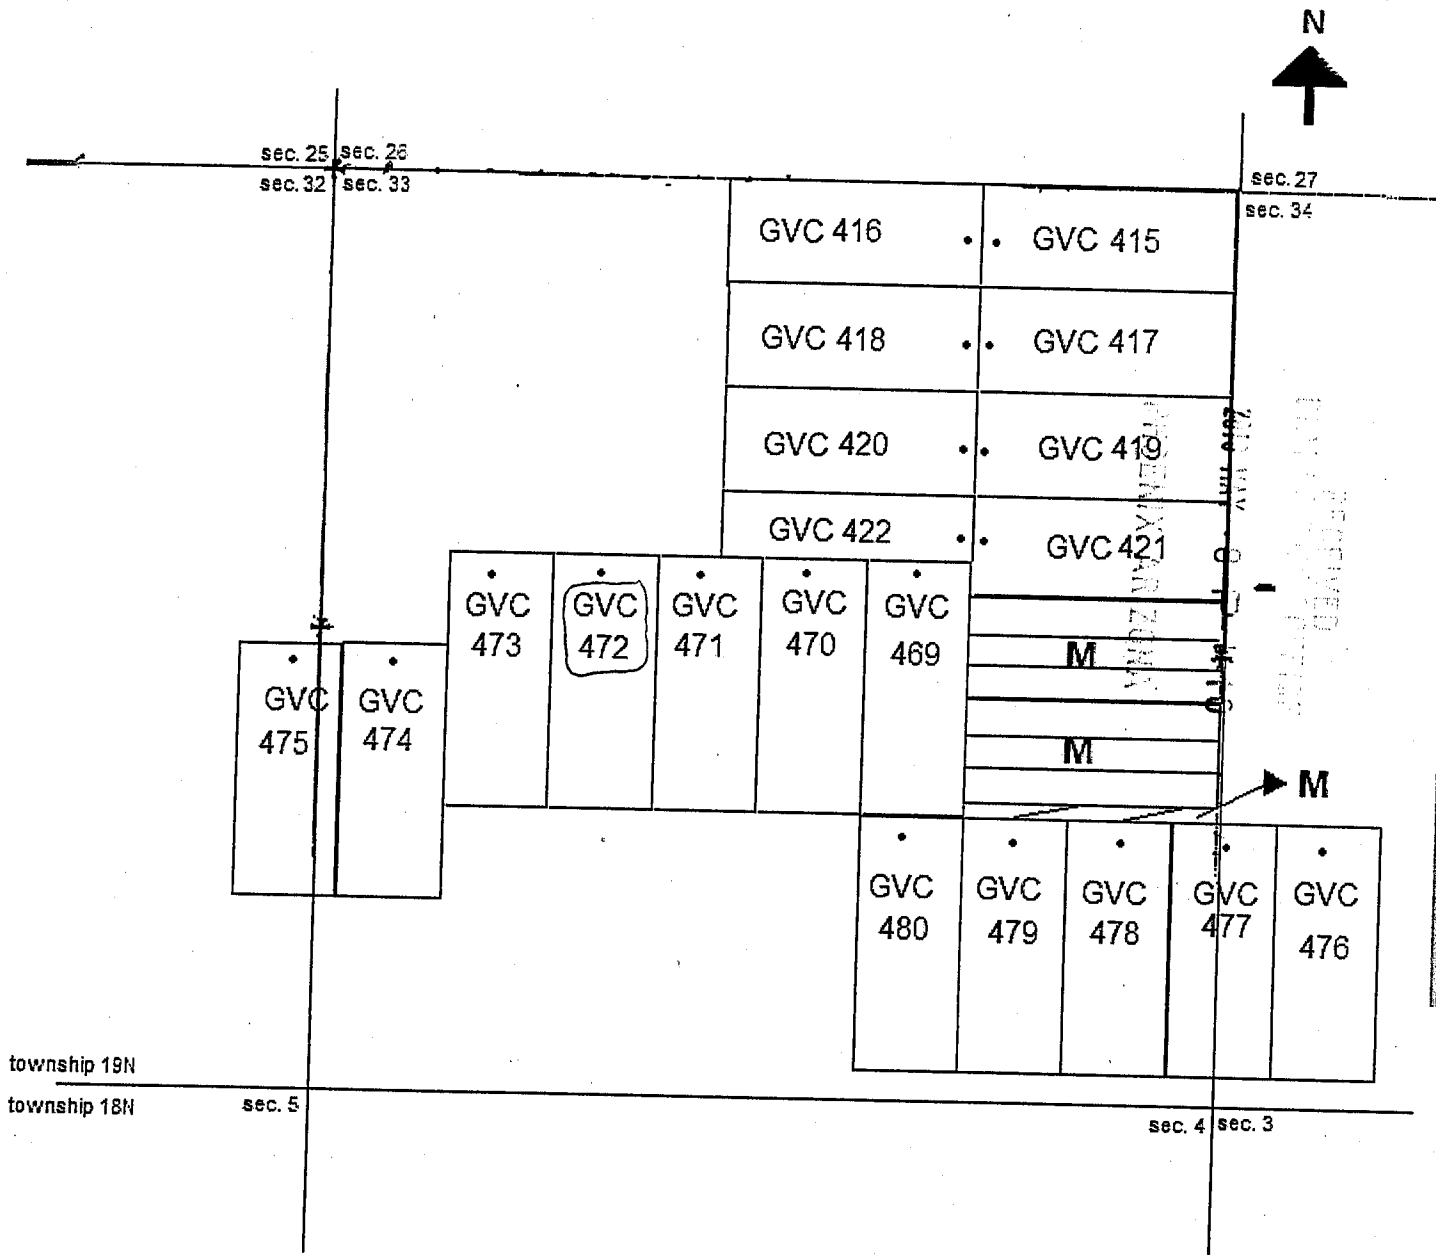 N
sec. 25 sec. 26
sec. 32 sec. 33
sec. 27
sec. 34
GVC 416
GVC 415
GVC 418
GVC 417
GVC 420
GVC 419
GVC 422
GVC 421
GVC
473
GVC
472
GVC
471
GVC
470
GVC
469
M
M
M
GVC
475
GVC
474
GVC
480
GVC
479
GVC
478
GVC
477
GVC
476
RECEIVED
PHOENIX ARIZONA
township 19N
township 18N
sec. 5
sec. 4 sec. 3